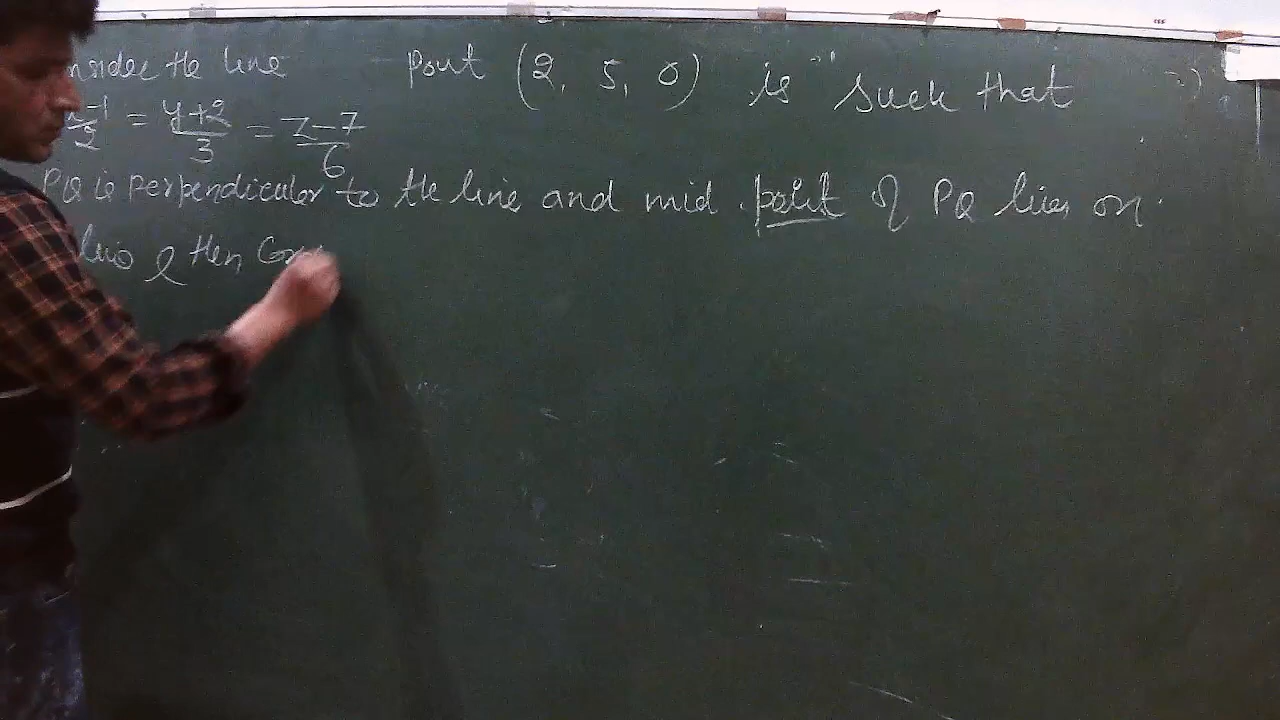 nsider the line Point (2, 5, 0) is such that
x-1/2 = y+2/3 = z-7/6
PQ is perpendicular to the line and mid point of PQ lies on
line l then Co